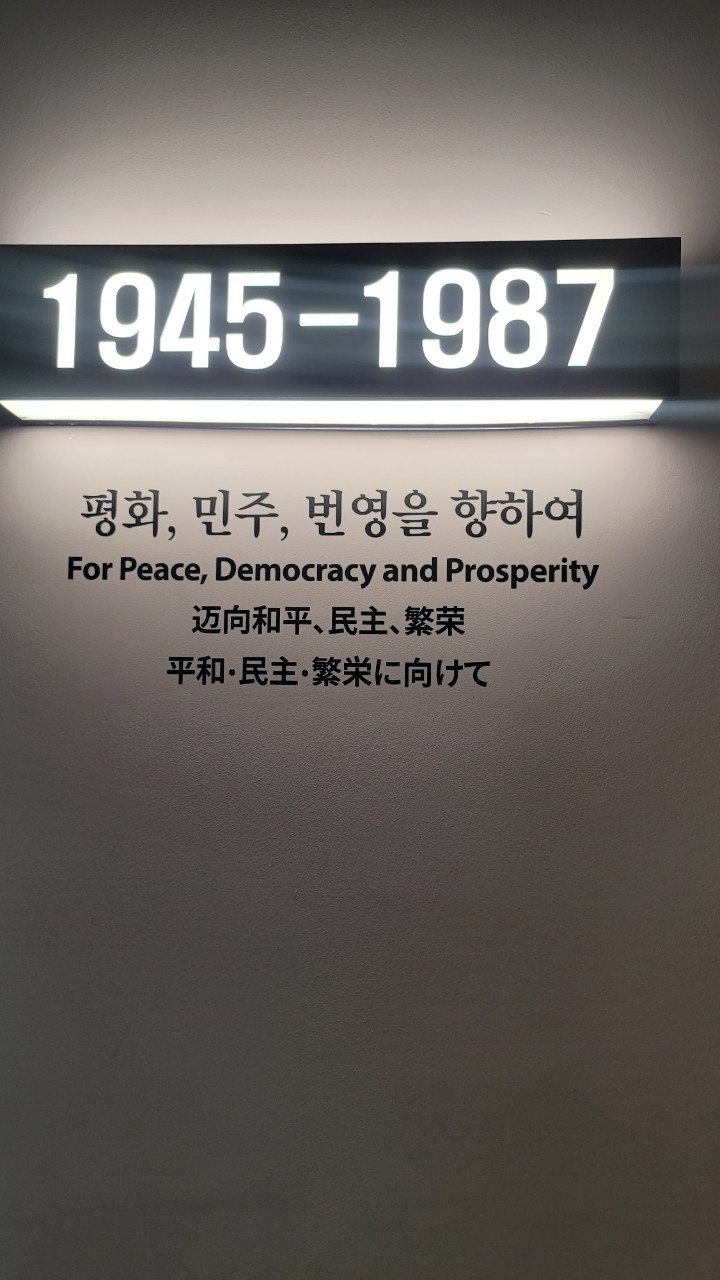 1945–1987
평화, 민주, 번영을 향하여
For Peace, Democracy and Prosperity
迈向和平、民主、繁荣
平和·民主·繁栄に向けて